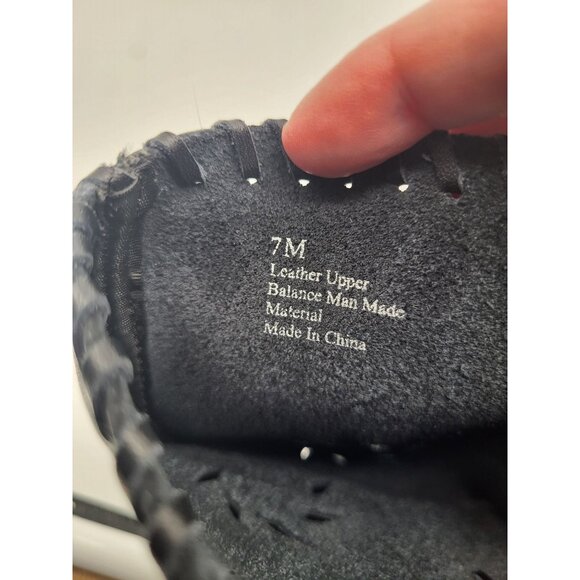 7M
Leather Upper
Balance Man Made
Material
Made In China